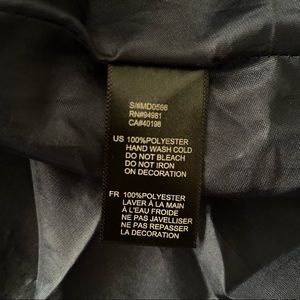 S/#MD0566
RN#94981
CA#40198
US 100%POLYESTER
HAND WASH COLD
DO NOT BLEACH
DO NOT IRON
ON DECORATION
FR 100%POLYESTER
LAVER À LA MAIN
À L'EAU FROIDE
NE PAS JAVELLISER
NE PAS REPASSER
LA DECORATION